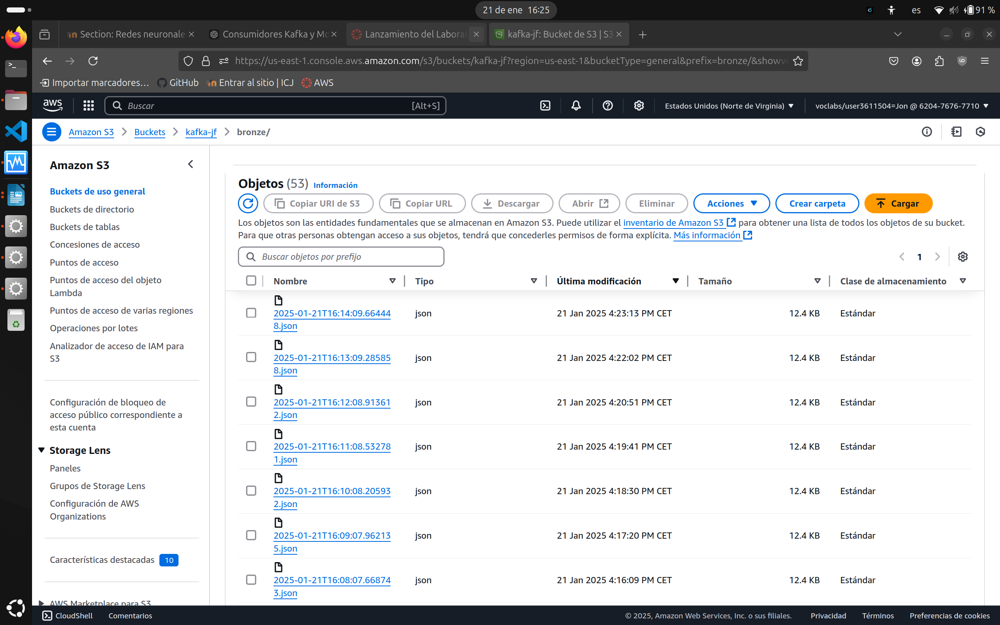 21 de ene 16:25
es
91 %
Section: Redes neuronale
Consumidores Kafka y Mo
Lanzamiento del Laborat
kafka-jf: Bucket de S3 | S3
https://us-east-1.console.aws.amazon.com/s3/buckets/kafka-jf?region=us-east-1&bucketType=general&prefix=bronze/&showve
Importar marcadores…
GitHub
Entrar al sitio | ICJ
AWS
aws
Buscar
[Alt+S]
Estados Unidos (Norte de Virginia)
voclabs/user3611504=Jon @ 6204-7676-7710
Amazon S3
Buckets
kafka-jf
bronze/
Amazon S3
Buckets de uso general
Buckets de directorio
Buckets de tablas
Concesiones de acceso
Puntos de acceso
Puntos de acceso del objeto
Lambda
Puntos de acceso de varias regiones
Operaciones por lotes
Analizador de acceso de IAM para
S3
Configuración de bloqueo de
acceso público correspondiente a
esta cuenta
Storage Lens
Paneles
Grupos de Storage Lens
Configuración de AWS
Organizations
Características destacadas 10
AWS Marketplace para S3
Objetos (53) Información
Copiar URI de S3
Copiar URL
Descargar
Abrir
Eliminar
Acciones
Crear carpeta
Cargar
Los objetos son las entidades fundamentales que se almacenan en Amazon S3. Puede utilizar el inventario de Amazon S3 para obtener una lista de todos los objetos de su bucket.
Para que otras personas obtengan acceso a sus objetos, tendrá que concederles permisos de forma explícita. Más información
Buscar objetos por prefijo
1
Nombre Tipo Última modificación Tamaño Clase de almacenamiento
2025-01-21T16:14:09.66444 json 21 Jan 2025 4:23:13 PM CET 12.4 KB Estándar
8.json
2025-01-21T16:13:09.28585 json 21 Jan 2025 4:22:02 PM CET 12.4 KB Estándar
8.json
2025-01-21T16:12:08.91361 json 21 Jan 2025 4:20:51 PM CET 12.4 KB Estándar
2.json
2025-01-21T16:11:08.53278 json 21 Jan 2025 4:19:41 PM CET 12.4 KB Estándar
1.json
2025-01-21T16:10:08.20593 json 21 Jan 2025 4:18:30 PM CET 12.4 KB Estándar
2.json
2025-01-21T16:09:07.96213 json 21 Jan 2025 4:17:20 PM CET 12.4 KB Estándar
5.json
2025-01-21T16:08:07.66874 json 21 Jan 2025 4:16:09 PM CET 12.4 KB Estándar
3.json
CloudShell
Comentarios
© 2025, Amazon Web Services, Inc. o sus filiales.
Privacidad
Términos
Preferencias de cookies